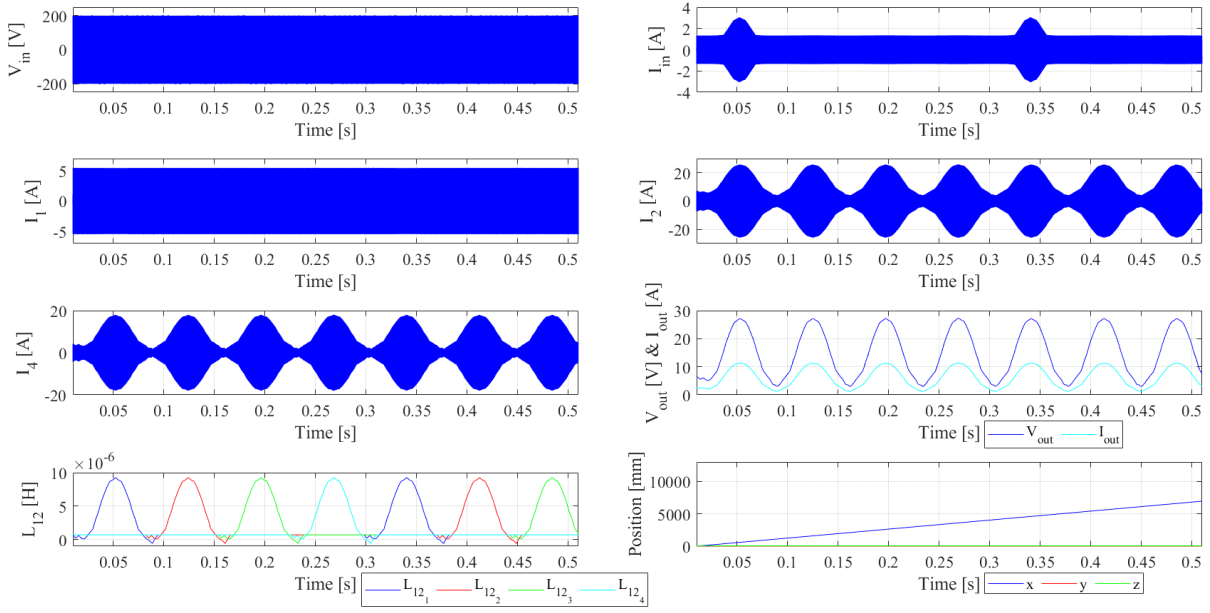 200
0
-200
V_in [V]
0.05 0.1 0.15 0.2 0.25 0.3 0.35 0.4 0.45 0.5
Time [s]
4
2
0
-2
-4
I_in [A]
0.05 0.1 0.15 0.2 0.25 0.3 0.35 0.4 0.45 0.5
Time [s]
5
0
-5
I_1 [A]
0.05 0.1 0.15 0.2 0.25 0.3 0.35 0.4 0.45 0.5
Time [s]
20
0
-20
I_2 [A]
0.05 0.1 0.15 0.2 0.25 0.3 0.35 0.4 0.45 0.5
Time [s]
20
0
-20
I_4 [A]
0.05 0.1 0.15 0.2 0.25 0.3 0.35 0.4 0.45 0.5
Time [s]
30
20
10
0
V_out [V] & I_out [A]
0.05 0.1 0.15 0.2 0.25 0.3 0.35 0.4 0.45 0.5
Time [s]
V_out I_out
×10^-6
10
5
0
L_12 [H]
0.05 0.1 0.15 0.2 0.25 0.3 0.35 0.4 0.45 0.5
Time [s]
L_12_1 L_12_2 L_12_3 L_12_4
10000
5000
0
Position [mm]
0.05 0.1 0.15 0.2 0.25 0.3 0.35 0.4 0.45 0.5
Time [s]
x y z